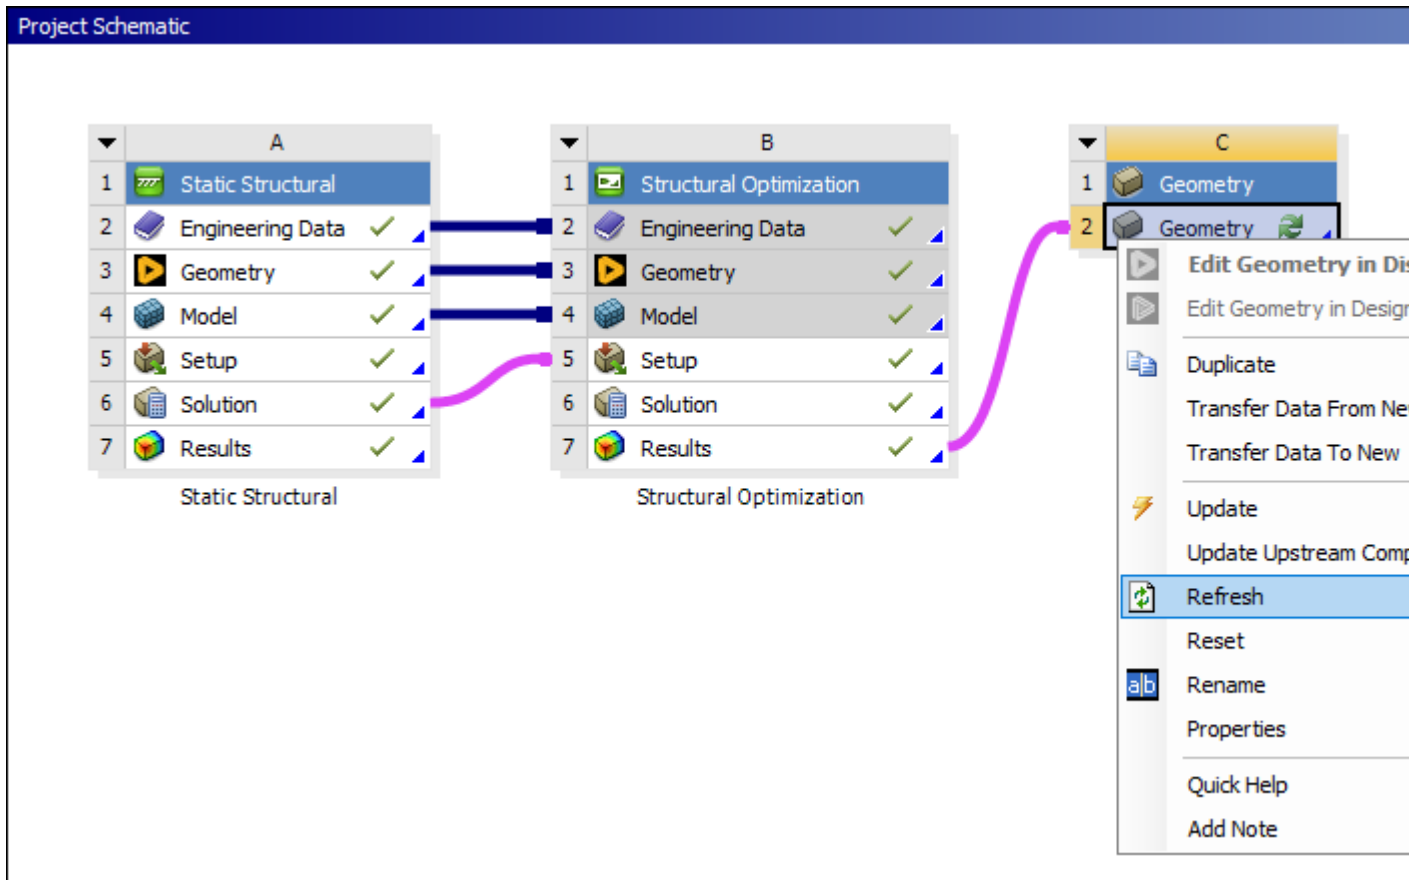 Project Schematic
A B C
1 Static Structural 1 Structural Optimization 1 Geometry
2 Engineering Data 2 Engineering Data 2 Geometry
3 Geometry 3 Geometry
4 Model 4 Model
5 Setup 5 Setup
6 Solution 6 Solution
7 Results 7 Results
Static Structural Structural Optimization
Edit Geometry in Dis
Edit Geometry in Design
Duplicate
Transfer Data From Ne
Transfer Data To New
Update
Update Upstream Comp
Refresh
Reset
a|b Rename
Properties
Quick Help
Add Note